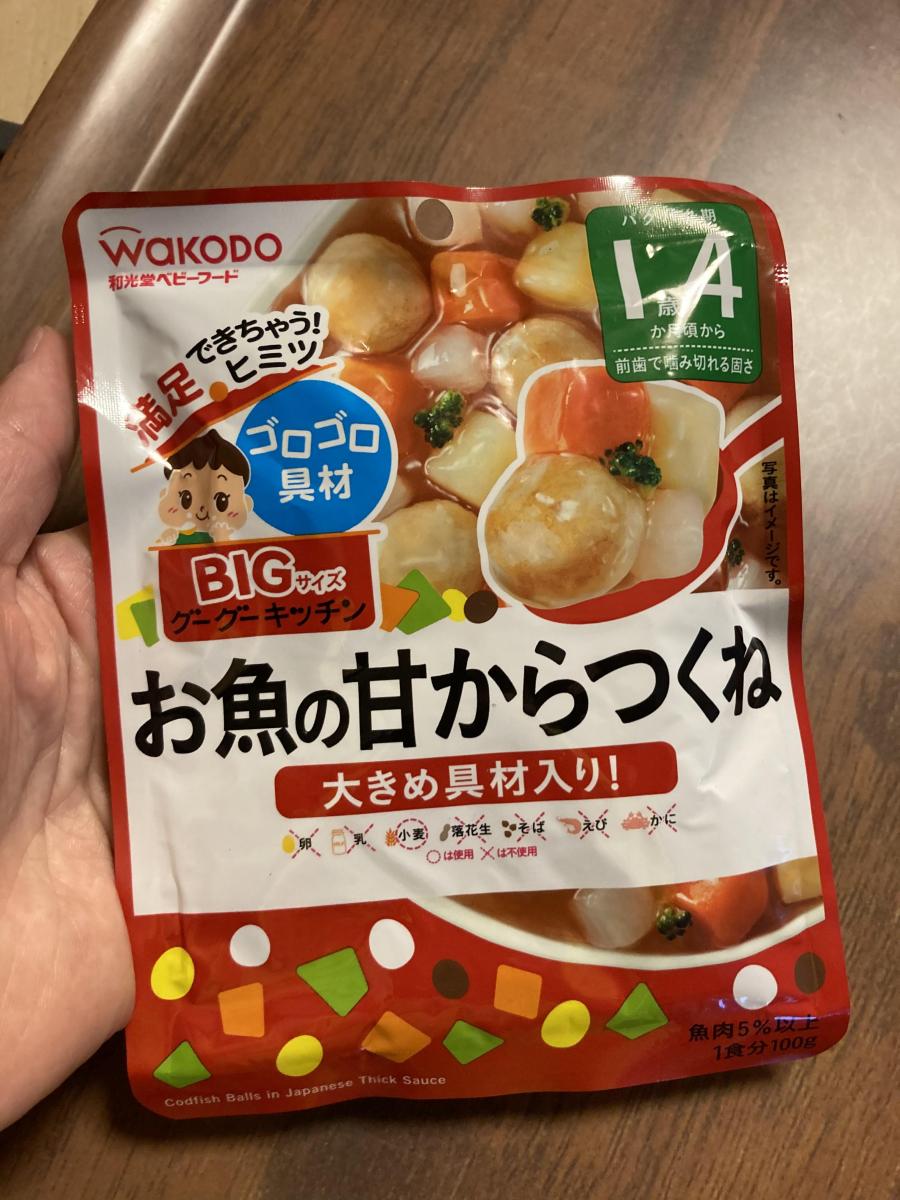 WAKODO
和光堂ベビーフード
満足できちゃう!
ヒミツ
ゴロゴロ
具材
BIGサイズ
グーグーキッチン
1歳4
か月頃から
前歯で噛み切れる固さ
写真はイメージです。
お魚の甘からつくね
大きめ具材入り!
卵 乳 小麦 落花生 そば えび かに
は使用 は不使用
魚肉5%以上
1食分100g
Codfish Balls in Japanese Thick Sauce